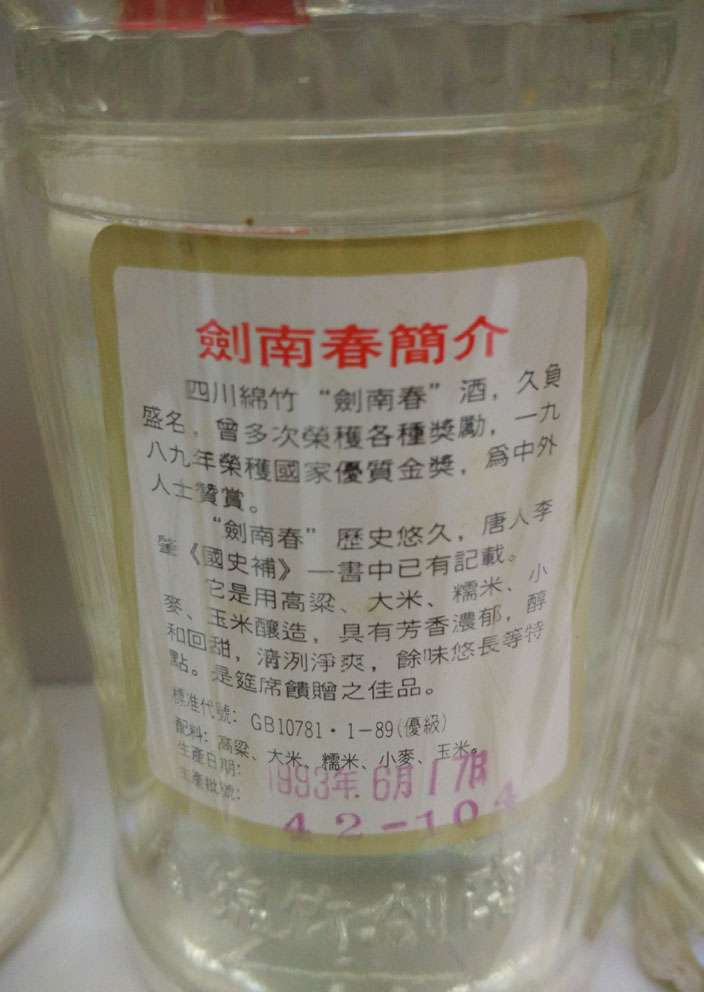 劍南春簡介
四川綿竹“劍南春”酒，久負
盛名，曾多次榮獲各種獎勵，一九
八九年榮獲國家優質金獎，爲中外
人士贊賞。
“劍南春”歷史悠久，唐人李
肇《國史補》一書中已有記載。
它是用高粱、大米、糯米、小
麥、玉米釀造，具有芳香濃郁，醇
和回甜，清洌淨爽，餘味悠長等特
點。是筵席饋贈之佳品。
標准代號：GB10781·1-89(優級)
配料：高粱、大米、糯米、小麥、玉米。
生產日期：1993年6月17日
生產批號：42-104